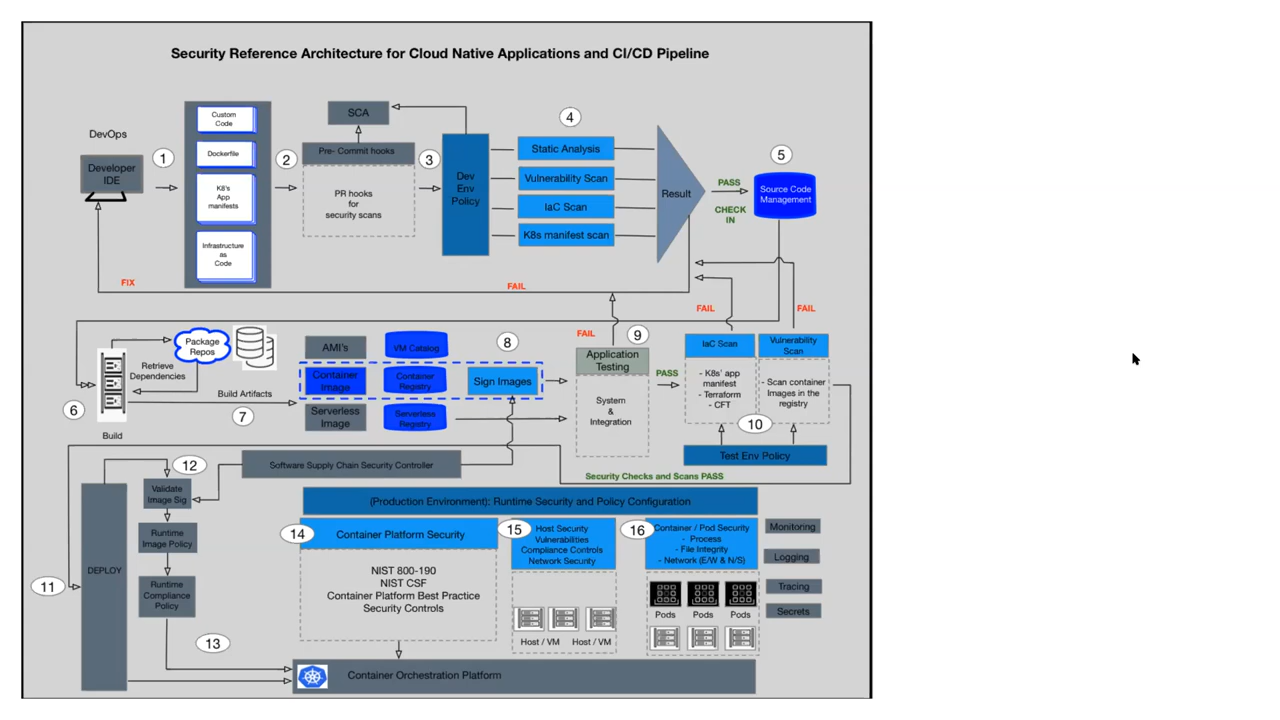 Security Reference Architecture for Cloud Native Applications and CI/CD Pipeline
DevOps
Developer
IDE
1
Custom
Code
Dockerfile
K8's
App
manifests
Infrastructure
as
Code
2
SCA
Pre- Commit hooks
PR hooks
for
security scans
3
Dev
Env
Policy
4
Static Analysis
Vulnerability Scan
IaC Scan
K8s manifest scan
Result
PASS
CHECK
IN
5
Source Code
Management
FIX
FAIL
FAIL
FAIL
FAIL
6
Build
Package
Repos
Retrieve
Dependencies
Build Artifacts
7
AMI's
VM Catalog
Container
Image
Container
Registry
Serverless
Image
Serverless
Registry
8
Sign Images
9
Application
Testing
System
&
Integration
PASS
IaC Scan
- K8s' app
manifest
- Terraform
- CFT
Vulnerability
Scan
- Scan container
Images in the
registry
10
Test Env Policy
Security Checks and Scans PASS
Software Supply Chain Security Controller
11
DEPLOY
12
Validate
Image Sig
Runtime
Image Policy
Runtime
Compliance
Policy
13
(Production Environment): Runtime Security and Policy Configuration
14
Container Platform Security
NIST 800-190
NIST CSF
Container Platform Best Practice
Security Controls
15
Host Security
Vulnerabilities
Compliance Controls
Network Security
Host / VM
Host / VM
16
Container / Pod Security
- Process
- File Integrity
- Network (E/W & N/S)
Pods
Pods
Pods
Monitoring
Logging
Tracing
Secrets
Container Orchestration Platform